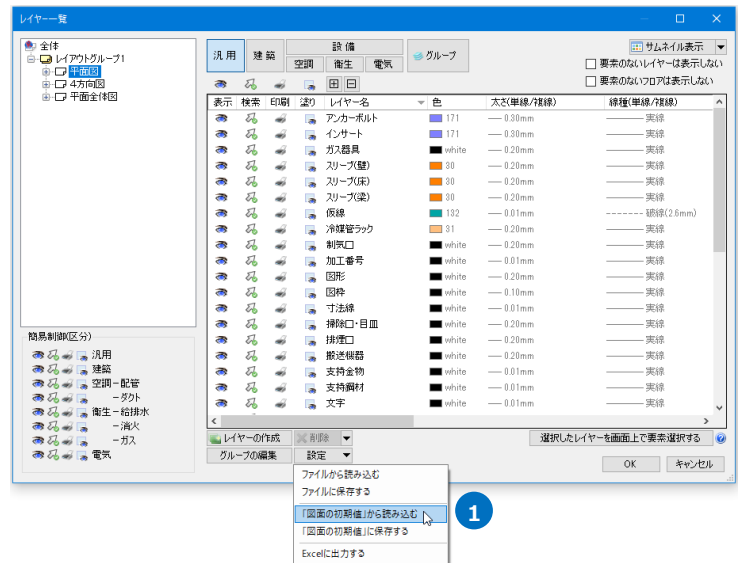 レイヤー一覧
全体
レイアウトグループ1
平面図
4方向図
平面全体図
汎用 建築 設備 グループ
空調 衛生 電気
サムネイル表示
要素のないレイヤーは表示しない
要素のないフロアは表示しない
表示 検索 印刷 塗り レイヤー名 色 太さ(単線/複線) 線種(単線/複線)
アンカーボルト 171 0.30mm 実線
インサート 171 0.30mm 実線
ガス器具 white 0.20mm 実線
スリーブ(壁) 30 0.20mm 実線
スリーブ(床) 30 0.20mm 実線
スリーブ(梁) 30 0.20mm 実線
仮線 132 0.01mm 破線(2.6mm)
冷媒管ラック 31 0.20mm 実線
制気口 white 0.20mm 実線
加工番号 white 0.01mm 実線
図形 white 0.20mm 実線
図枠 white 0.10mm 実線
寸法線 white 0.01mm 実線
掃除口・目皿 white 0.20mm 実線
排煙口 white 0.20mm 実線
搬送機器 white 0.20mm 実線
支持金物 white 0.01mm 実線
支持鋼材 white 0.01mm 実線
文字 white 0.01mm 実線
簡易制御(区分)
汎用
建築
空調－配管
－ダクト
衛生－給排水
－消火
－ガス
電気
レイヤーの作成 削除
選択したレイヤーを画面上で要素選択する
グループの編集 設定
OK キャンセル
ファイルから読み込む
ファイルに保存する
「図面の初期値」から読み込む
「図面の初期値」に保存する
Excelに出力する
1